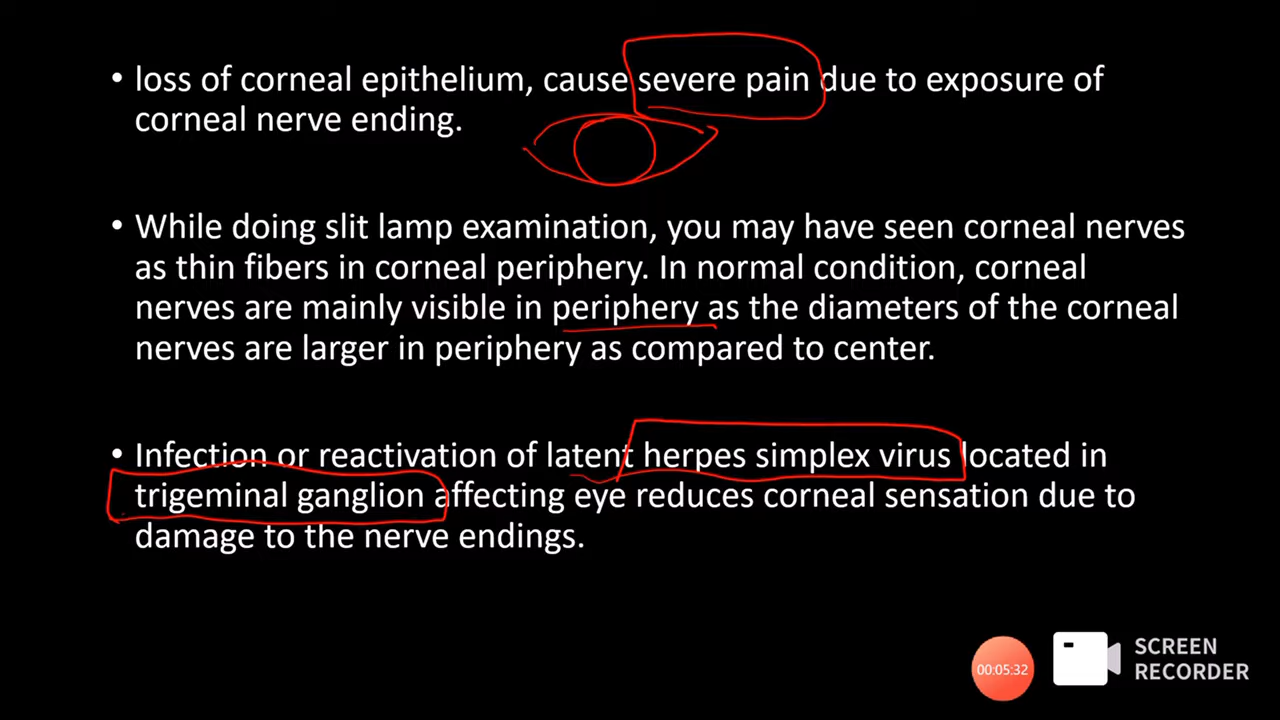 • loss of corneal epithelium, cause severe pain due to exposure of
corneal nerve ending.
• While doing slit lamp examination, you may have seen corneal nerves
as thin fibers in corneal periphery. In normal condition, corneal
nerves are mainly visible in periphery as the diameters of the corneal
nerves are larger in periphery as compared to center.
• Infection or reactivation of latent herpes simplex virus located in
trigeminal ganglion affecting eye reduces corneal sensation due to
damage to the nerve endings.
00:05:32
SCREEN
RECORDER